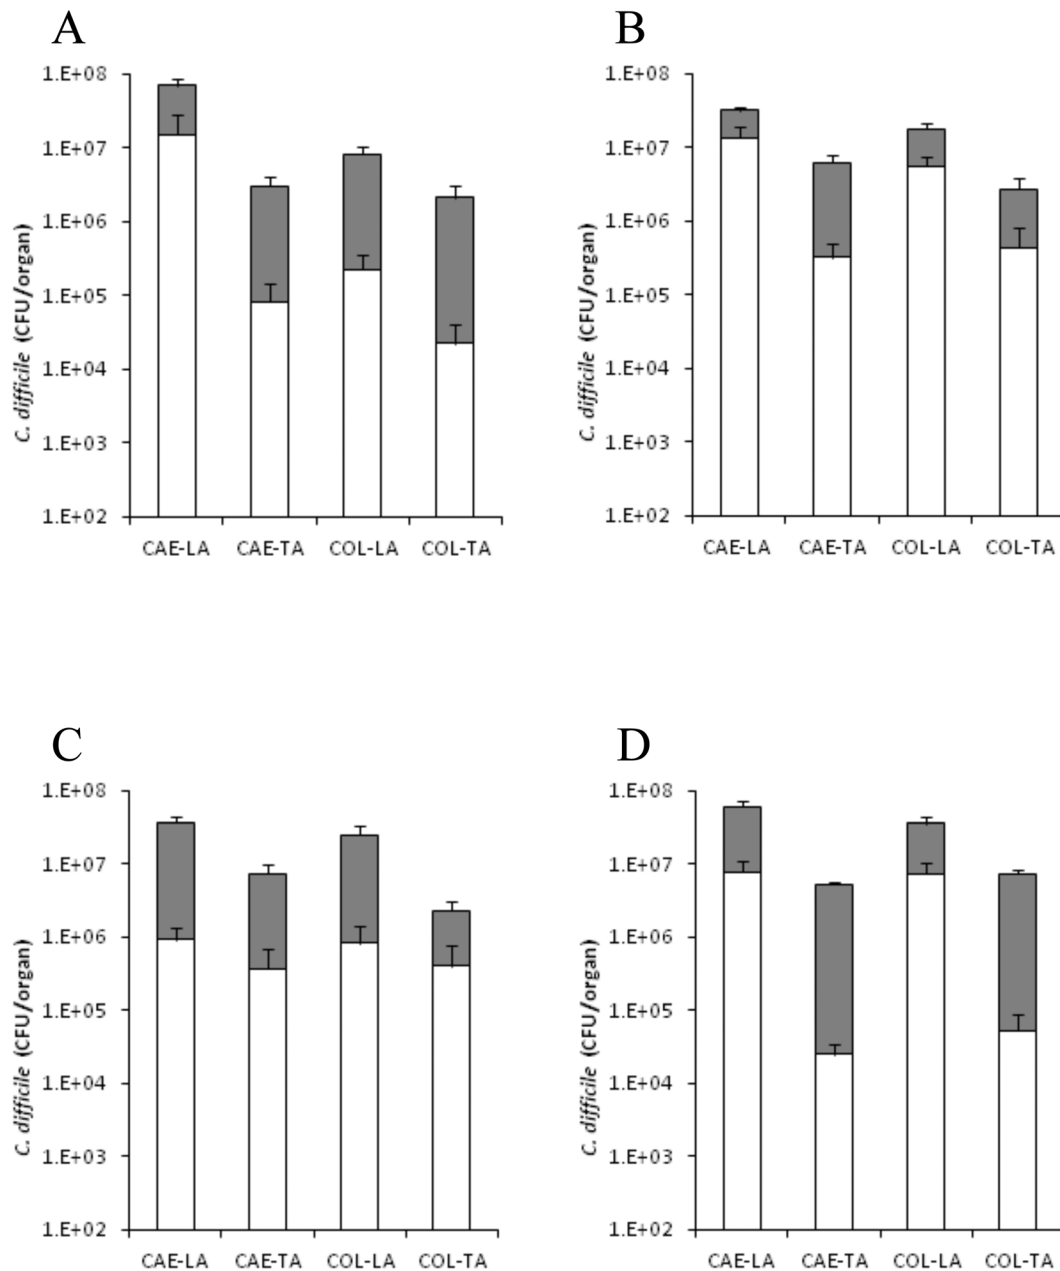 A
1.E+08
1.E+07
1.E+06
1.E+05
1.E+04
1.E+03
1.E+02
C. difficile (CFU/organ)
CAE-LA CAE-TA COL-LA COL-TA
B
1.E+08
1.E+07
1.E+06
1.E+05
1.E+04
1.E+03
1.E+02
C. difficile (CFU/organ)
CAE-LA CAE-TA COL-LA COL-TA
C
1.E+08
1.E+07
1.E+06
1.E+05
1.E+04
1.E+03
1.E+02
C. difficile (CFU/organ)
CAE-LA CAE-TA COL-LA COL-TA
D
1.E+08
1.E+07
1.E+06
1.E+05
1.E+04
1.E+03
1.E+02
C. difficile (CFU/organ)
CAE-LA CAE-TA COL-LA COL-TA